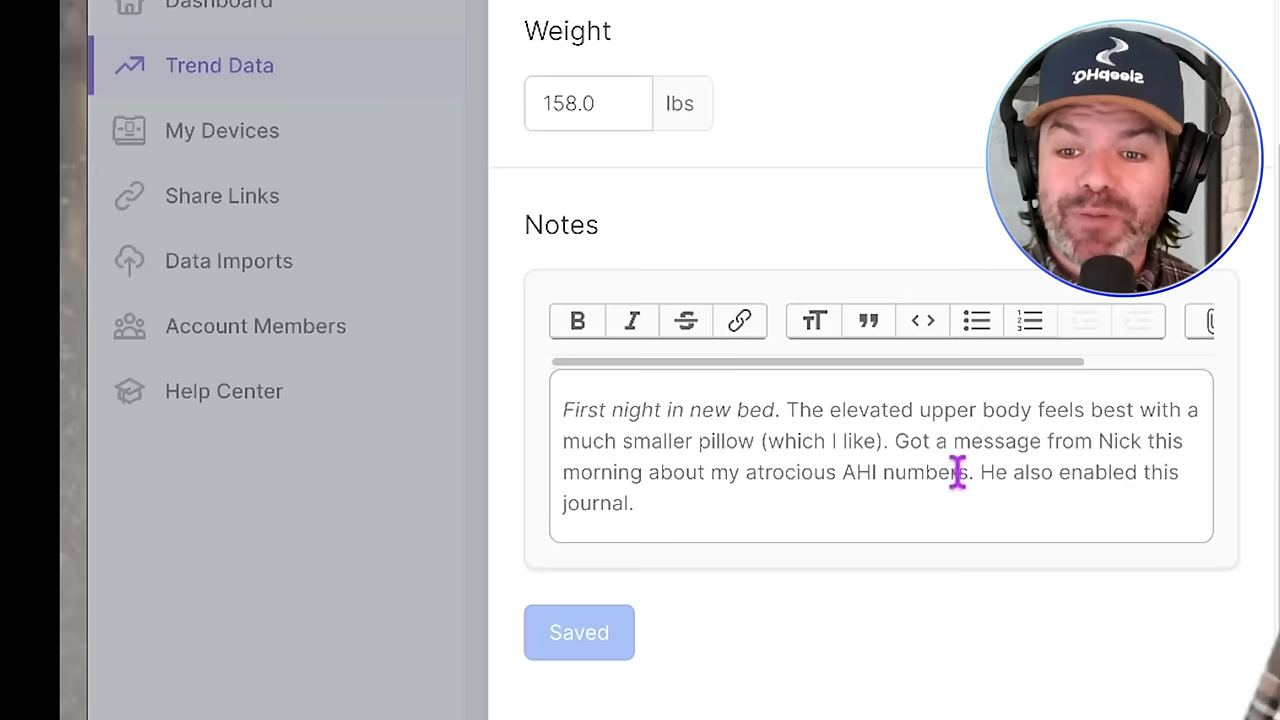 Dashboard
Trend Data
My Devices
Share Links
Data Imports
Account Members
Help Center
Weight
158.0 lbs
SleepHQ
Notes
First night in new bed. The elevated upper body feels best with a
much smaller pillow (which I like). Got a message from Nick this
morning about my atrocious AHI numbers. He also enabled this
journal.
Saved